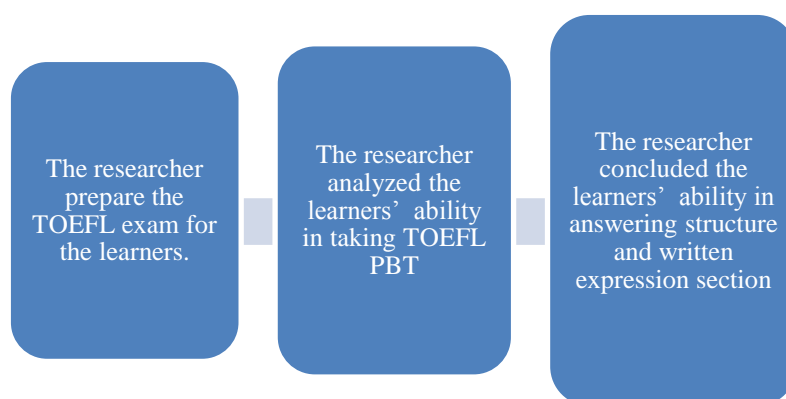 The researcher
prepare the
TOEFL exam for
the learners.
The researcher
analyzed the
learners’ ability
in taking TOEFL
PBT
The researcher
concluded the
learners’ ability in
answering structure
and written
expression section